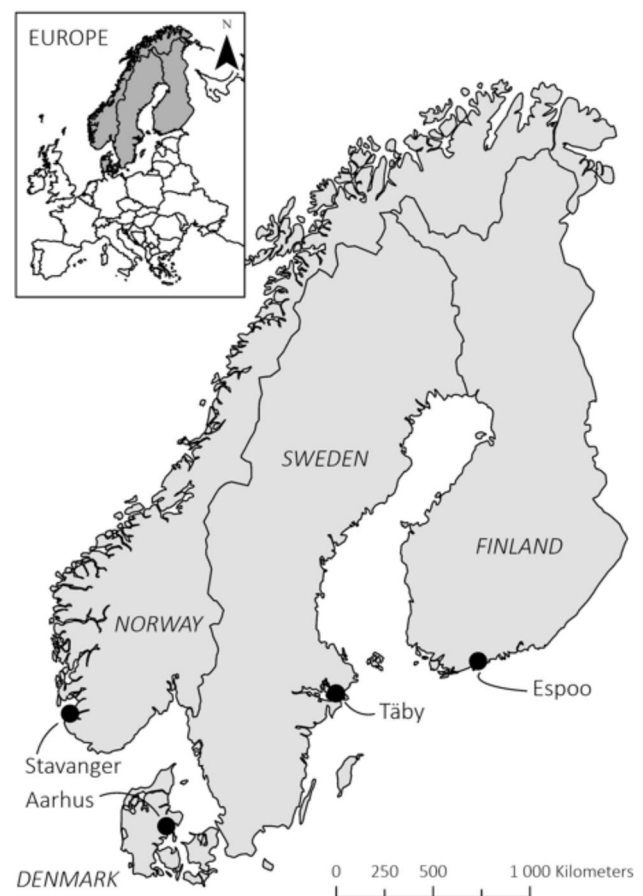 EUROPE
N
SWEDEN
FINLAND
NORWAY
Espoo
Täby
Stavanger
Aarhus
DENMARK
0 250 500 1 000 Kilometers